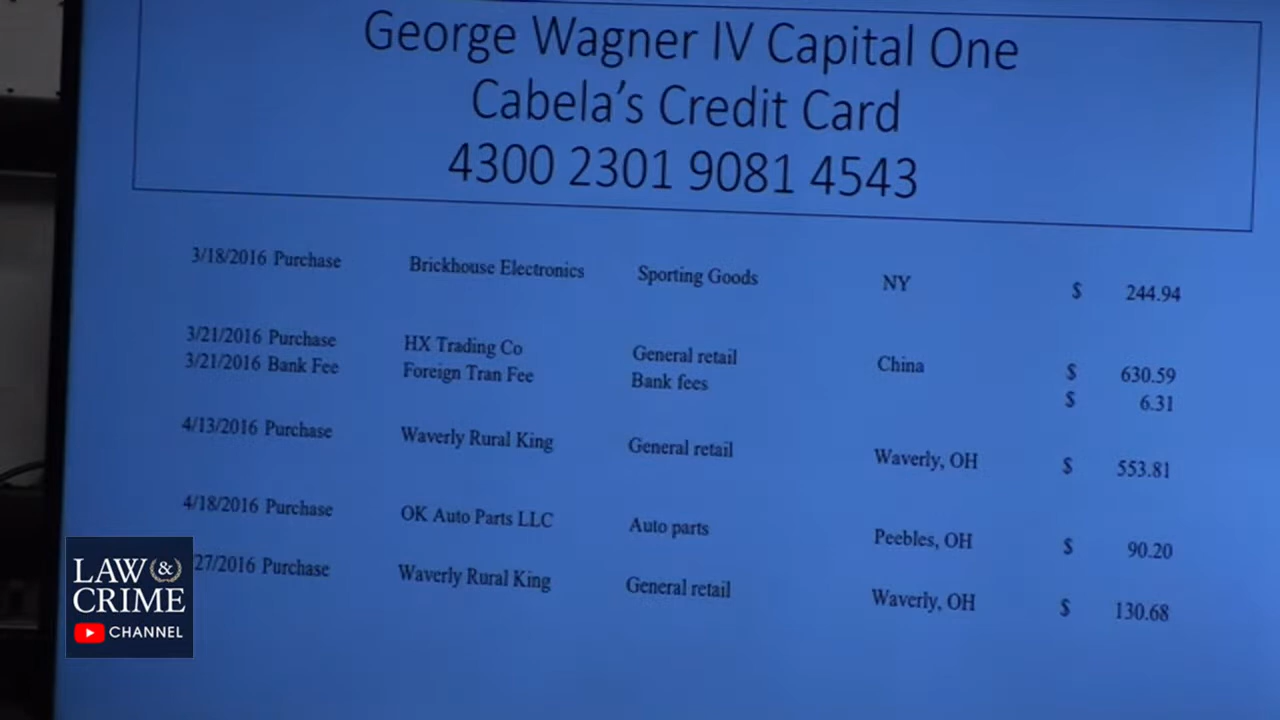 George Wagner IV Capital One
Cabela's Credit Card
4300 2301 9081 4543
3/18/2016 Purchase Brickhouse Electronics Sporting Goods NY $ 244.94
3/21/2016 Purchase HX Trading Co General retail China $ 630.59
3/21/2016 Bank Fee Foreign Tran Fee Bank fees $ 6.31
4/13/2016 Purchase Waverly Rural King General retail Waverly, OH $ 553.81
4/18/2016 Purchase OK Auto Parts LLC Auto parts Peebles, OH $ 90.20
/27/2016 Purchase Waverly Rural King General retail Waverly, OH $ 130.68
LAW &
CRIME
CHANNEL